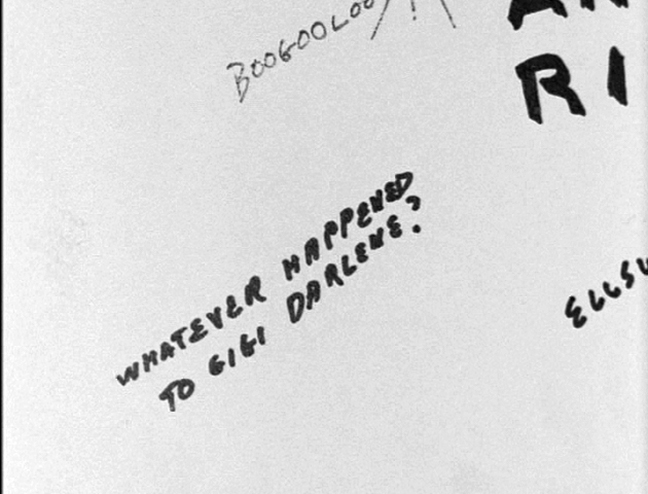 BOOGOOLOO
RI
WHATEVER HAPPENED
TO GIGI DARLENE?